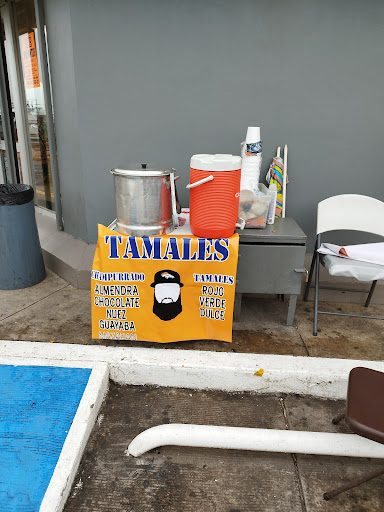 TAMALES
CHAMPURRADO
ALMENDRA
CHOCOLATE
NUEZ
GUAYABA
TAMALES
ROJO
VERDE
DULCE